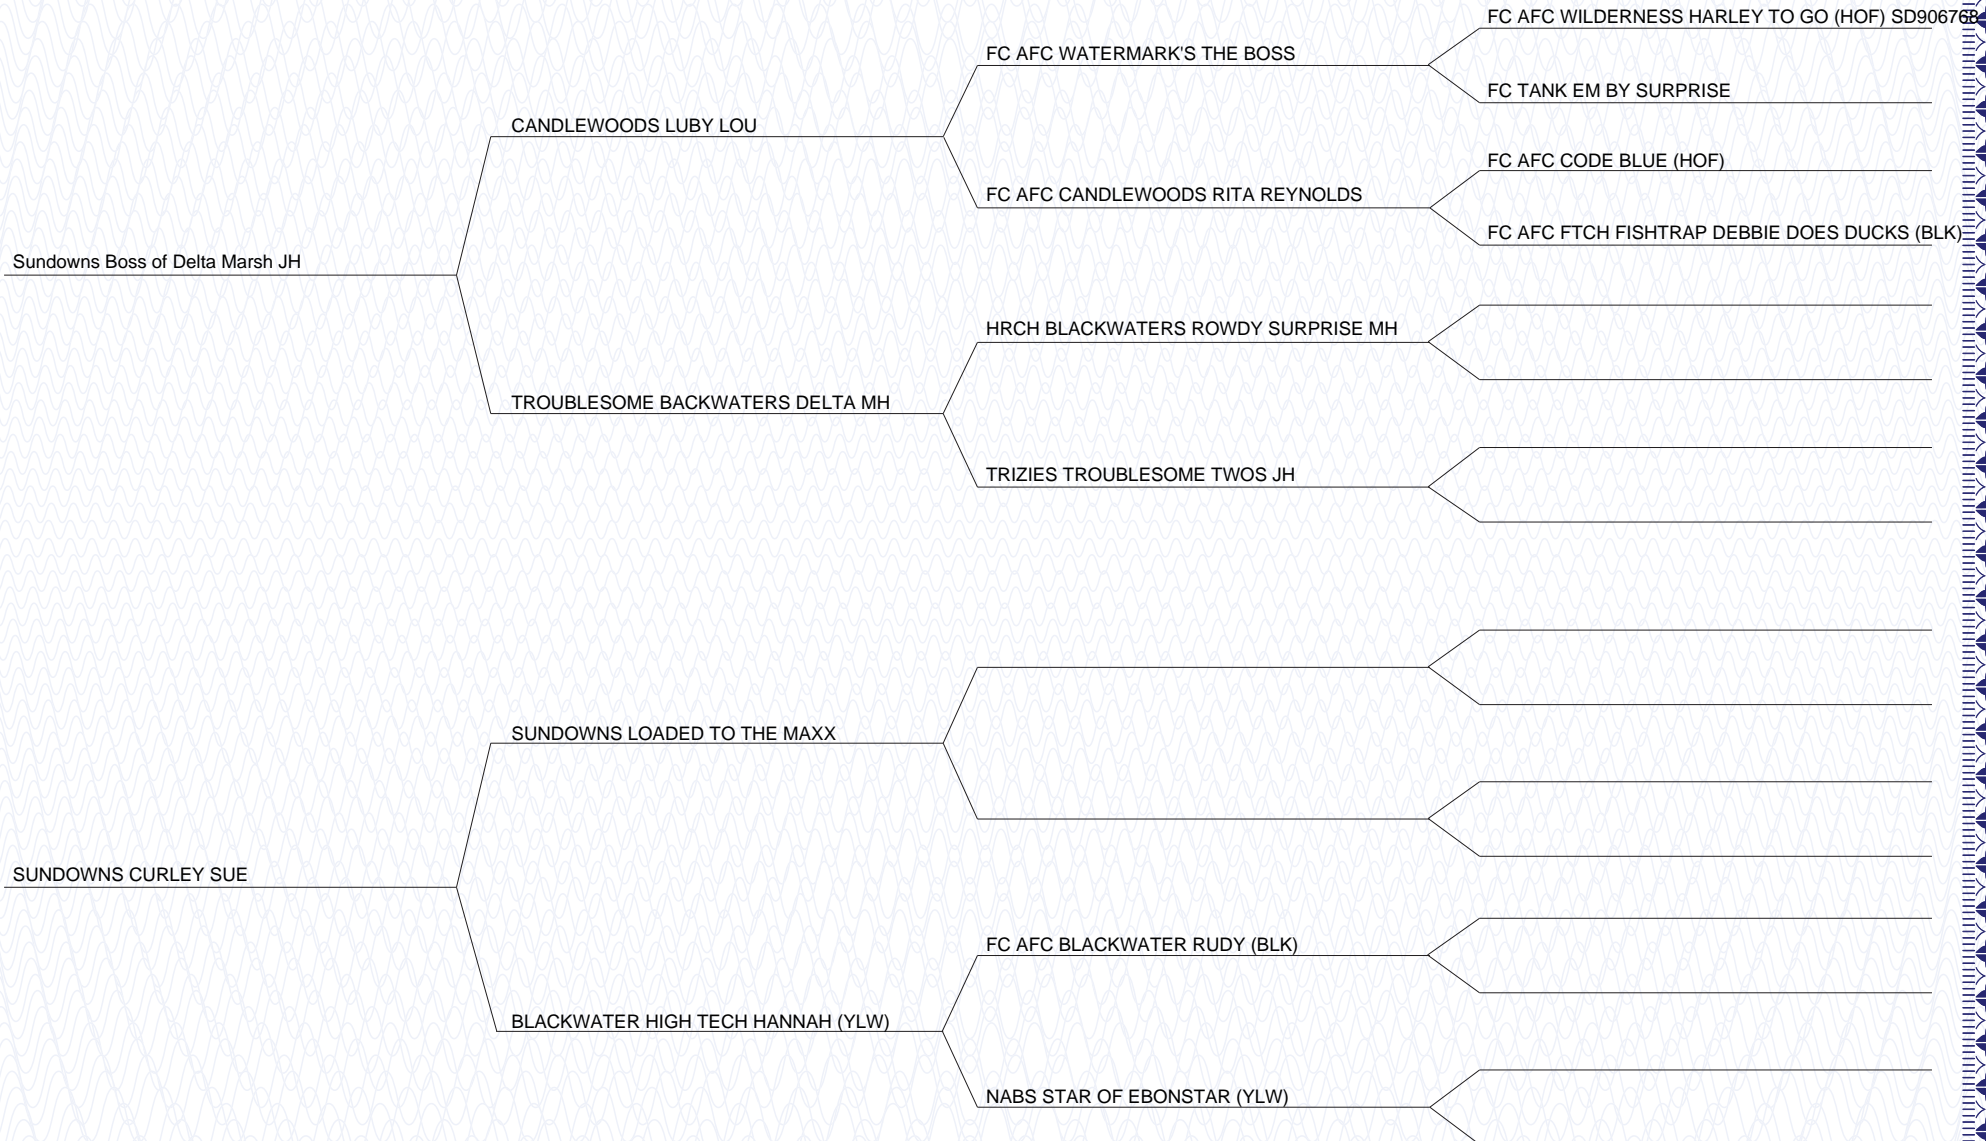 FC AFC WILDERNESS HARLEY TO GO (HOF) SD906768
FC AFC WATERMARK'S THE BOSS
FC TANK EM BY SURPRISE
CANDLEWOODS LUBY LOU
FC AFC CODE BLUE (HOF)
FC AFC CANDLEWOODS RITA REYNOLDS
FC AFC FTCH FISHTRAP DEBBIE DOES DUCKS (BLK)
Sundowns Boss of Delta Marsh JH
HRCH BLACKWATERS ROWDY SURPRISE MH
TROUBLESOME BACKWATERS DELTA MH
TRIZIES TROUBLESOME TWOS JH
SUNDOWNS LOADED TO THE MAXX
SUNDOWNS CURLEY SUE
FC AFC BLACKWATER RUDY (BLK)
BLACKWATER HIGH TECH HANNAH (YLW)
NABS STAR OF EBONSTAR (YLW)